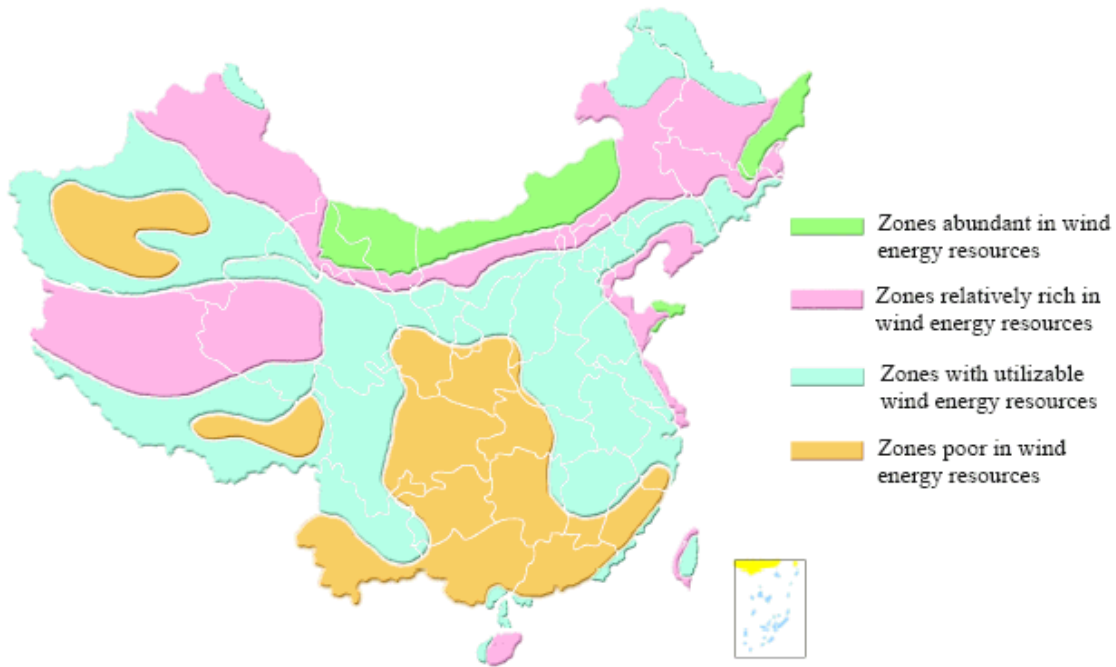 Zones abundant in wind
energy resources
Zones relatively rich in
wind energy resources
Zones with utilizable
wind energy resources
Zones poor in wind
energy resources